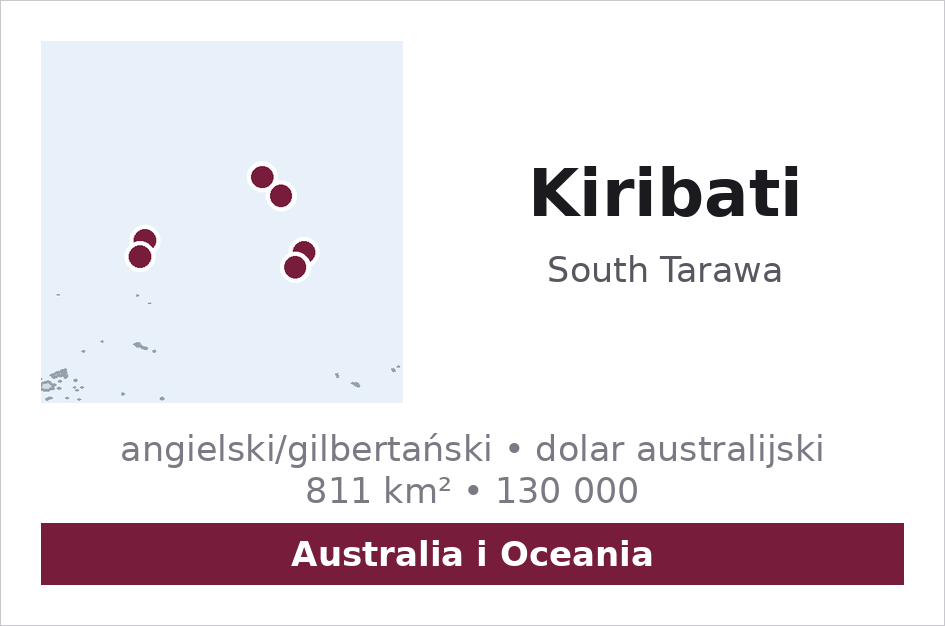 Kiribati
South Tarawa
angielski/gilbertański • dolar australijski
811 km² • 130 000
Australia i Oceania